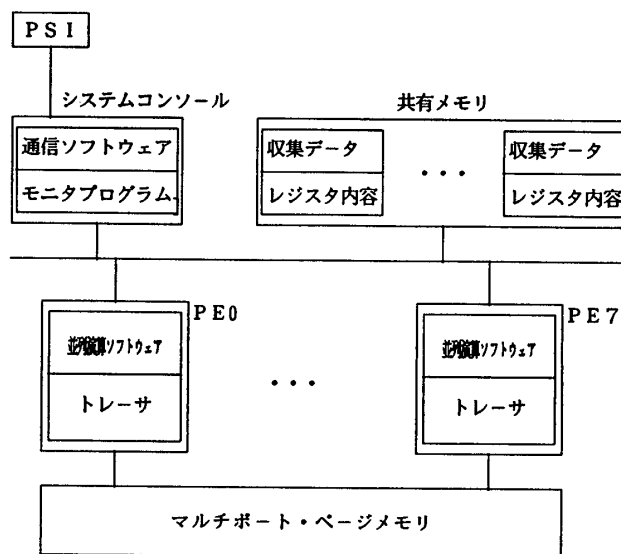 PSI
システムコンソール
共有メモリ
通信ソフトウェア
モニタプログラム
収集データ
レジスタ内容
・・・
収集データ
レジスタ内容
PE0
PE7
並列演算ソフトウェア
トレーサ
・・・
並列演算ソフトウェア
トレーサ
マルチポート・ページメモリ